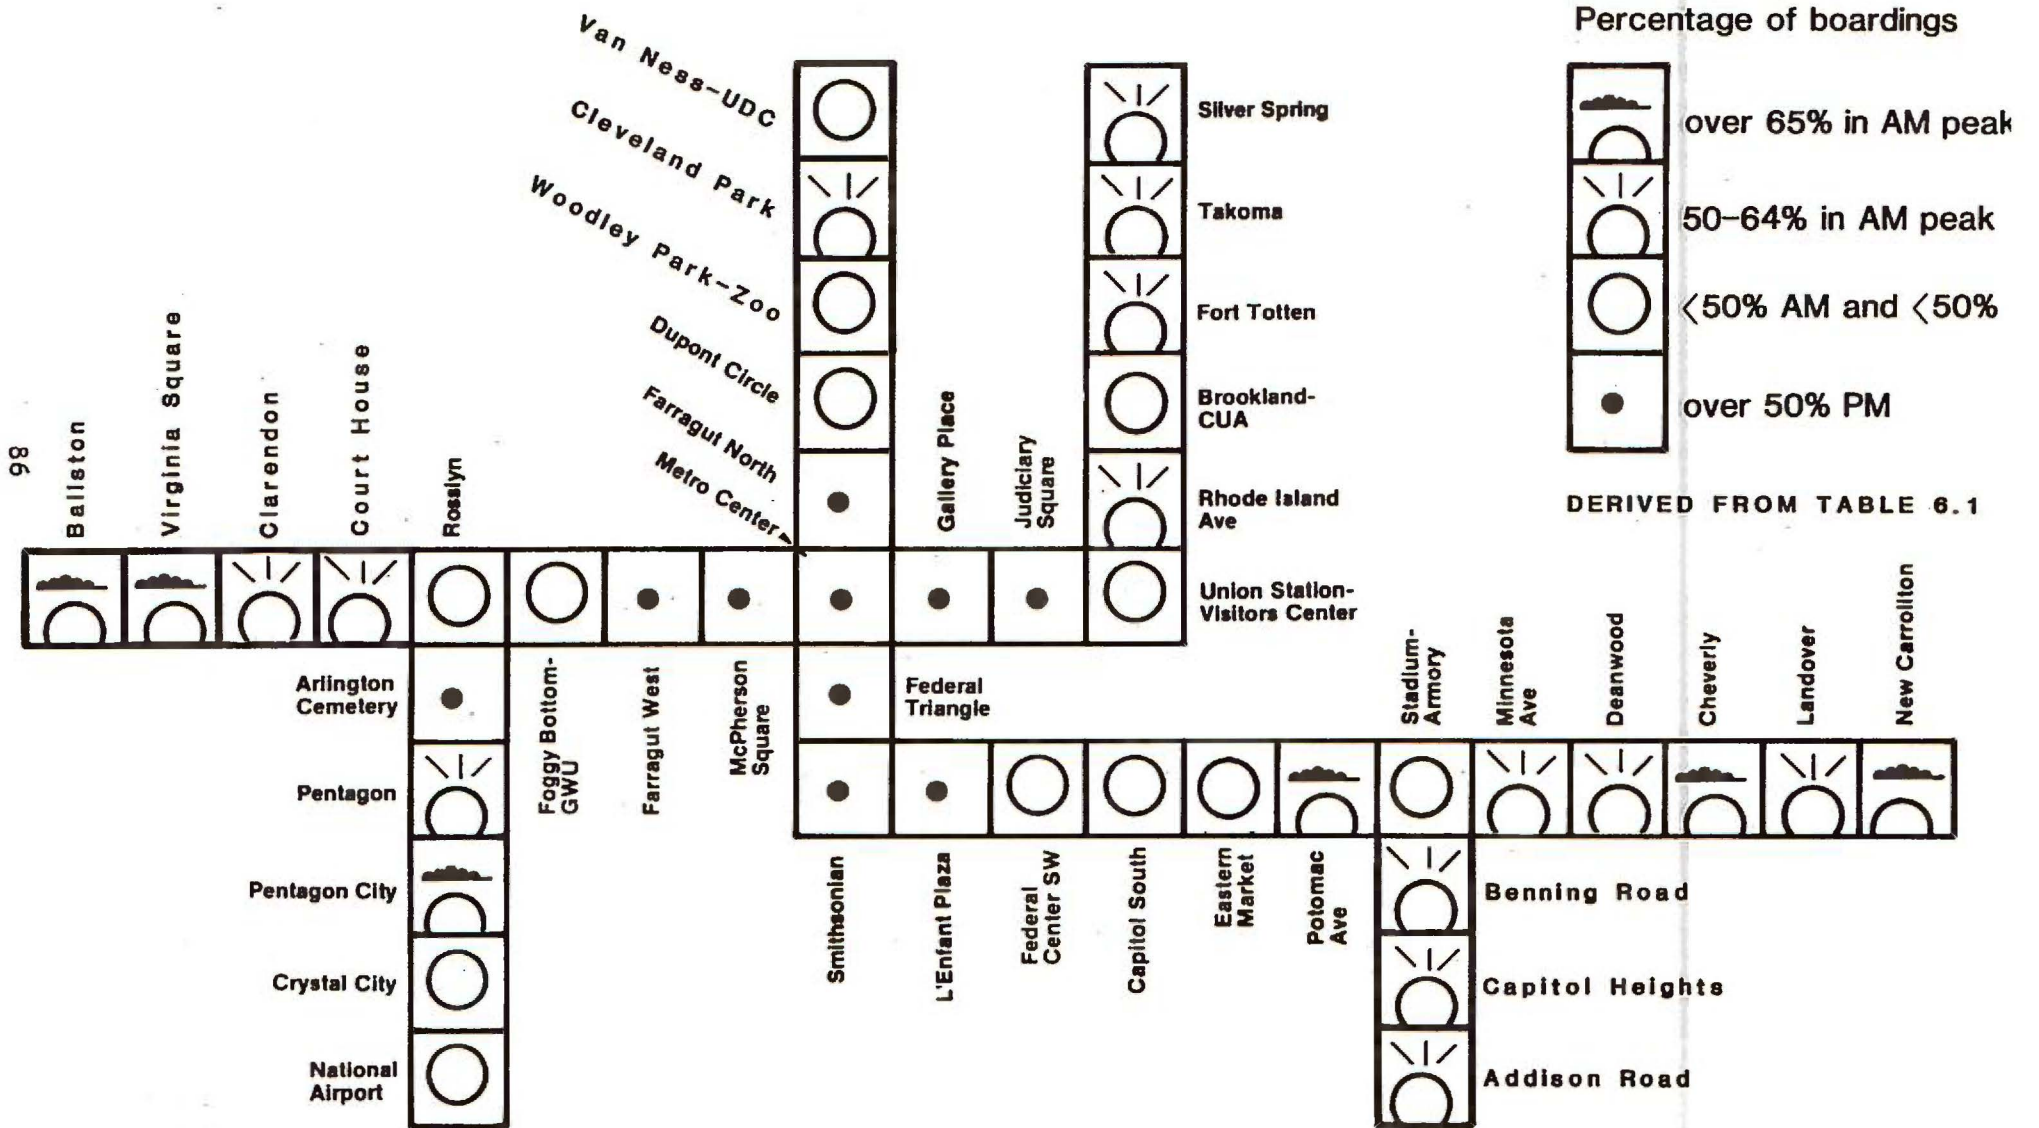 Percentage of boardings
over 65% in AM peak
50-64% in AM peak
<50% AM and <50%
over 50% PM
DERIVED FROM TABLE 6.1
Van Ness-UDC
Cleveland Park
Woodley Park-Zoo
Dupont Circle
Farragut North
Metro Center
Silver Spring
Takoma
Fort Totten
Brookland-
CUA
Rhode Island
Ave
Union Station-
Visitors Center
Gallery Place
Judiciary
Square
86
Ballston
Virginia Square
Clarendon
Court House
Rosslyn
Arlington
Cemetery
Pentagon
Pentagon City
Crystal City
National
Airport
Foggy Bottom-
GWU
Farragut West
McPherson
Square
Federal
Triangle
Smithsonian
L'Enfant Plaza
Federal
Center SW
Capitol South
Eastern
Market
Potomac
Ave
Stadium-
Armory
Minnesota
Ave
Deanwood
Cheverly
Landover
New Carrollton
Benning Road
Capitol Heights
Addison Road